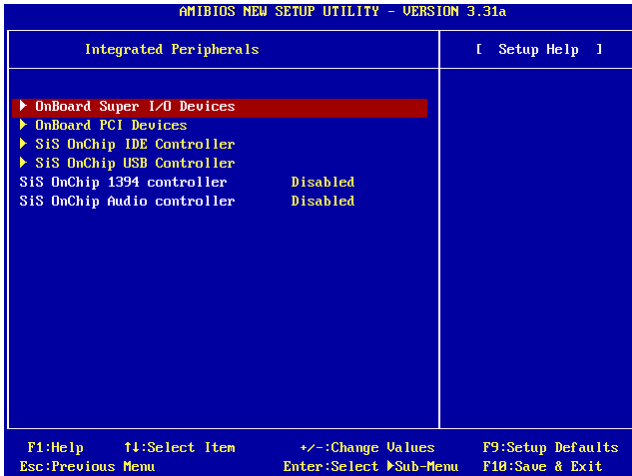 AMIBIOS NEW SETUP UTILITY - VERSION 3.31a
Integrated Peripherals
[ Setup Help ]
▶ OnBoard Super I/O Devices
▶ OnBoard PCI Devices
▶ SiS OnChip IDE Controller
▶ SiS OnChip USB Controller
SiS OnChip 1394 controller Disabled
SiS OnChip Audio controller Disabled
F1:Help ↑↓:Select Item +/-:Change Values F9:Setup Defaults
Esc:Previous Menu Enter:Select ▶Sub-Menu F10:Save & Exit